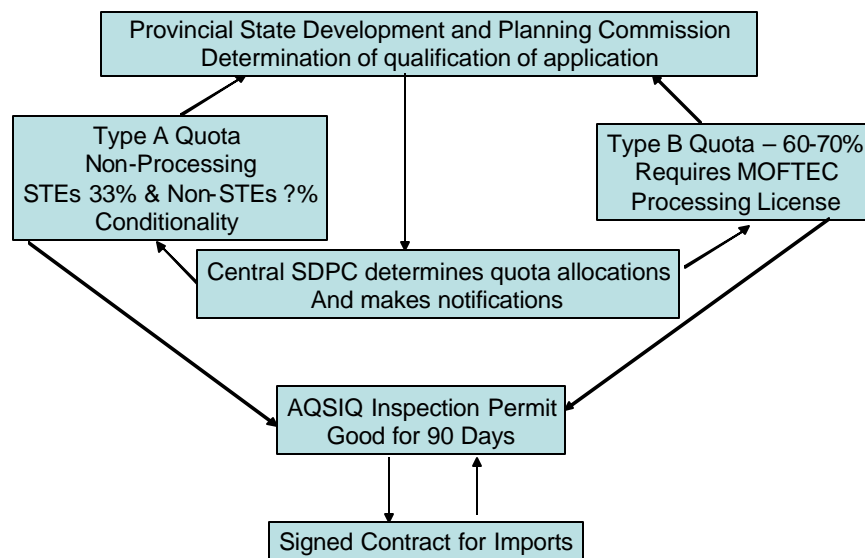 Provincial State Development and Planning Commission
Determination of qualification of application
Type A Quota
Non-Processing
STEs 33% & Non-STEs ?%
Conditionality
Type B Quota – 60-70%
Requires MOFTEC
Processing License
Central SDPC determines quota allocations
And makes notifications
AQSIQ Inspection Permit
Good for 90 Days
Signed Contract for Imports